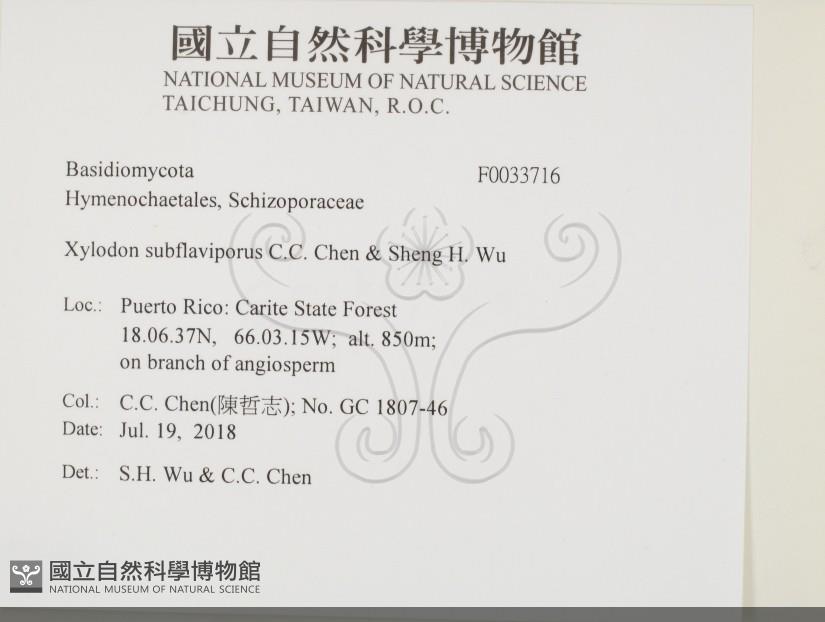 國立自然科學博物館
NATIONAL MUSEUM OF NATURAL SCIENCE
TAICHUNG, TAIWAN, R.O.C.
Basidiomycota F0033716
Hymenochaetales, Schizoporaceae
Xylodon subflaviporus C.C. Chen & Sheng H. Wu
Loc.: Puerto Rico: Carite State Forest
18.06.37N, 66.03.15W; alt. 850m;
on branch of angiosperm
Col.: C.C. Chen(陳哲志); No. GC 1807-46
Date: Jul. 19, 2018
Det.: S.H. Wu & C.C. Chen
國立自然科學博物館
NATIONAL MUSEUM OF NATURAL SCIENCE